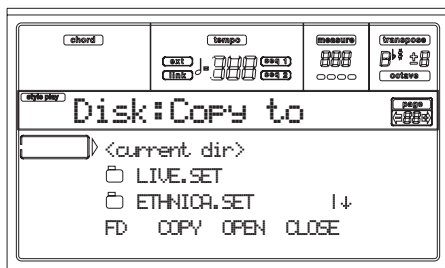 chord tempo measure transpose
ext seq 1
link seq 2
octave
style play Disk:Copy to page
<current dir>
LIVE.SET
ETHNICA.SET
FD COPY OPEN CLOSE